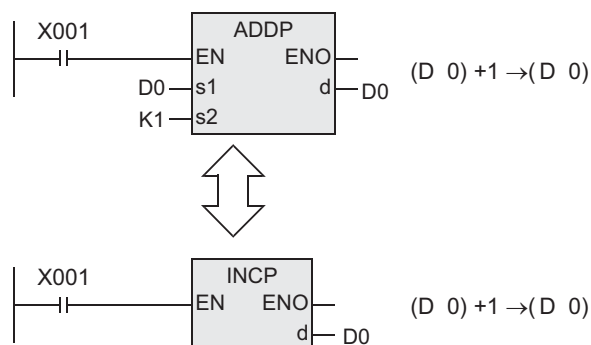 X001
ADDP
EN ENO
D0 s1 d D0
K1 s2
(D 0) +1 →(D 0)
X001
INCP
EN ENO
d D0
(D 0) +1 →(D 0)